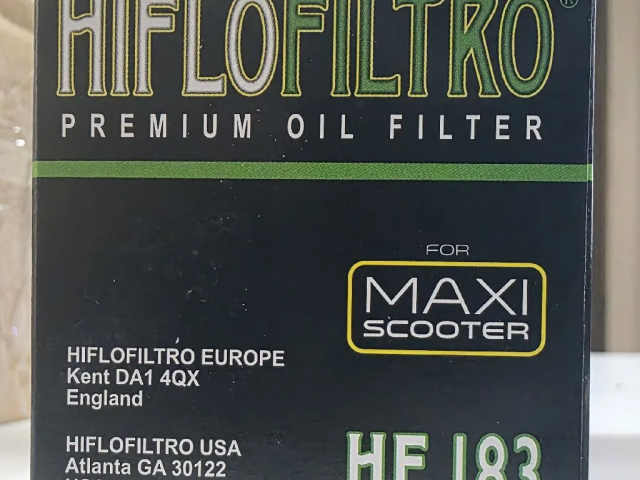 HIFLOFILTRO®
PREMIUM OIL FILTER
FOR
MAXI
SCOOTER
HIFLOFILTRO EUROPE
Kent DA1 4QX
England
HIFLOFILTRO USA
Atlanta GA 30122
HF 183